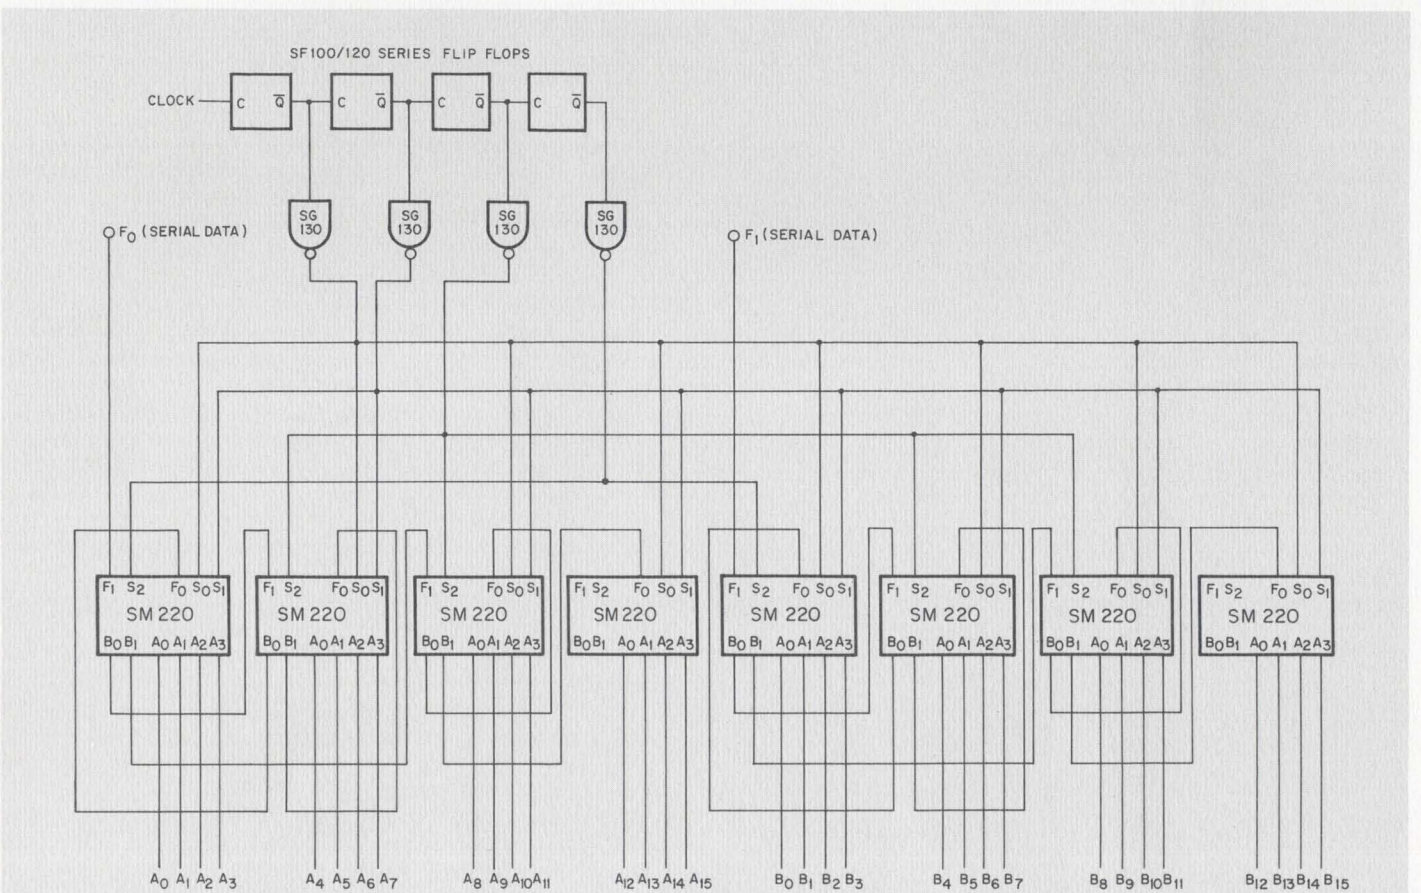 SF100/120 SERIES FLIP FLOPS
CLOCK C Q̅ C Q̅ C Q̅ C Q̅
SG 130 SG 130 SG 130 SG 130
F₀ (SERIAL DATA) F₁ (SERIAL DATA)
F₁ S₂ F₀ S₀ S₁ F₁ S₂ F₀ S₀ S₁ F₁ S₂ F₀ S₀ S₁ F₁ S₂ F₀ S₀ S₁ F₁ S₂ F₀ S₀ S₁ F₁ S₂ F₀ S₀ S₁ F₁ S₂ F₀ S₀ S₁ F₁ S₂ F₀ S₀ S₁
SM 220 SM 220 SM 220 SM 220 SM 220 SM 220 SM 220 SM 220
B₀ B₁ A₀ A₁ A₂ A₃ B₀ B₁ A₀ A₁ A₂ A₃ B₀ B₁ A₀ A₁ A₂ A₃ B₀ B₁ A₀ A₁ A₂ A₃ B₀ B₁ A₀ A₁ A₂ A₃ B₀ B₁ A₀ A₁ A₂ A₃ B₀ B₁ A₀ A₁ A₂ A₃ B₀ B₁ A₀ A₁ A₂ A₃
A₀ A₁ A₂ A₃ A₄ A₅ A₆ A₇ A₈ A₉ A₁₀ A₁₁ A₁₂ A₁₃ A₁₄ A₁₅ B₀ B₁ B₂ B₃ B₄ B₅ B₆ B₇ B₈ B₉ B₁₀ B₁₁ B₁₂ B₁₃ B₁₄ B₁₅